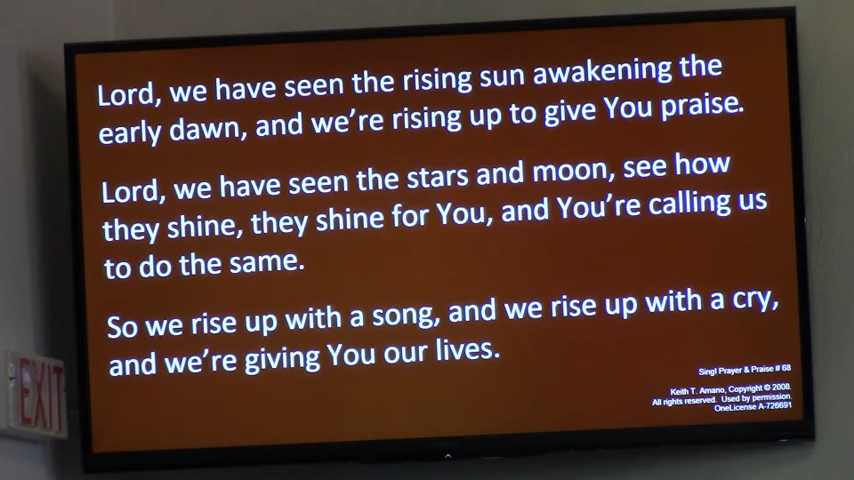 Lord, we have seen the rising sun awakening the
early dawn, and we're rising up to give You praise.
Lord, we have seen the stars and moon, see how
they shine, they shine for You, and You're calling us
to do the same.
So we rise up with a song, and we rise up with a cry,
and we're giving You our lives.
Sing! Prayer & Praise # 68
Keith T. Amano, Copyright © 2008.
All rights reserved. Used by permission.
OneLicense A-726691
EXIT